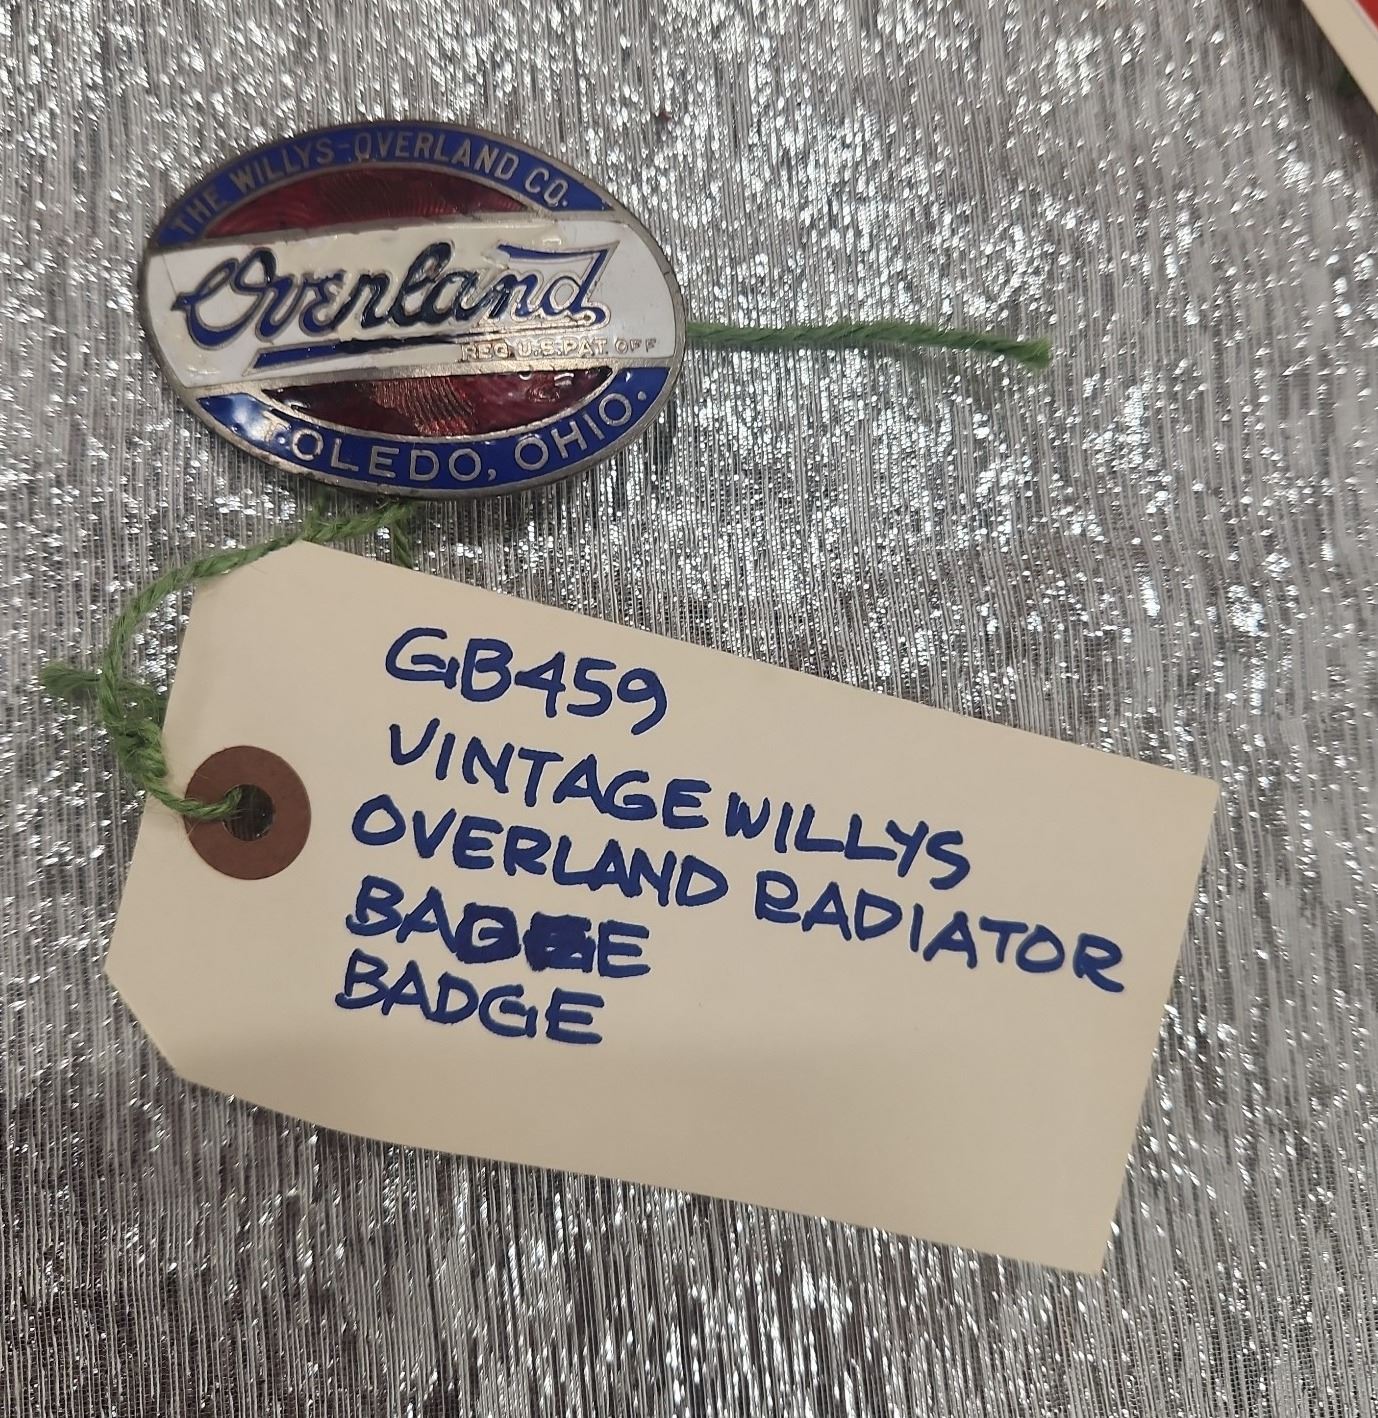 THE WILLYS-OVERLAND CO.
Overland
REG. U.S. PAT. OFF
TOLEDO, OHIO.
GB459
VINTAGE WILLYS
OVERLAND RADIATOR
BADGE